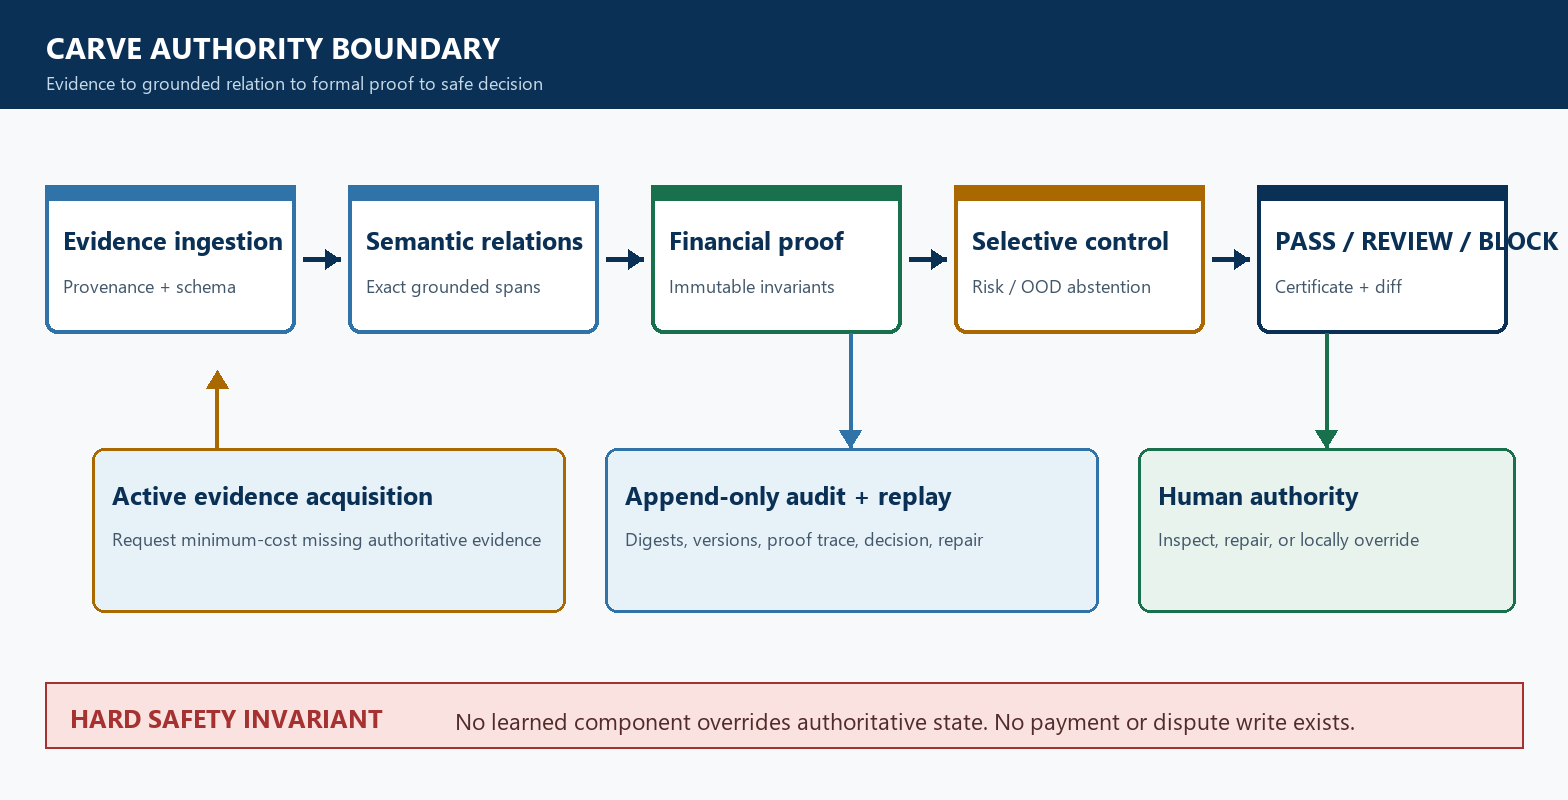 CARVE AUTHORITY BOUNDARY
Evidence to grounded relation to formal proof to safe decision
Evidence ingestion
Provenance + schema
Semantic relations
Exact grounded spans
Financial proof
Immutable invariants
Selective control
Risk / OOD abstention
PASS / REVIEW / BLOCK
Certificate + diff
Active evidence acquisition
Request minimum-cost missing authoritative evidence
Append-only audit + replay
Digests, versions, proof trace, decision, repair
Human authority
Inspect, repair, or locally override
HARD SAFETY INVARIANT
No learned component overrides authoritative state. No payment or dispute write exists.